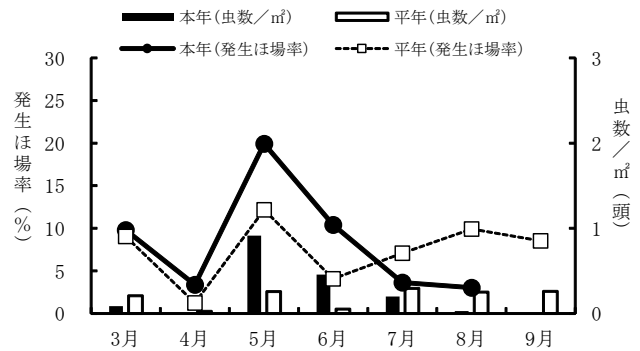 本年(虫数／㎡) 平年(虫数／㎡)
本年(発生ほ場率) 平年(発生ほ場率)
発生ほ場率(％)
30
25
20
15
10
5
0
3
2
1
0
虫数／㎡(頭)
3月 4月 5月 6月 7月 8月 9月